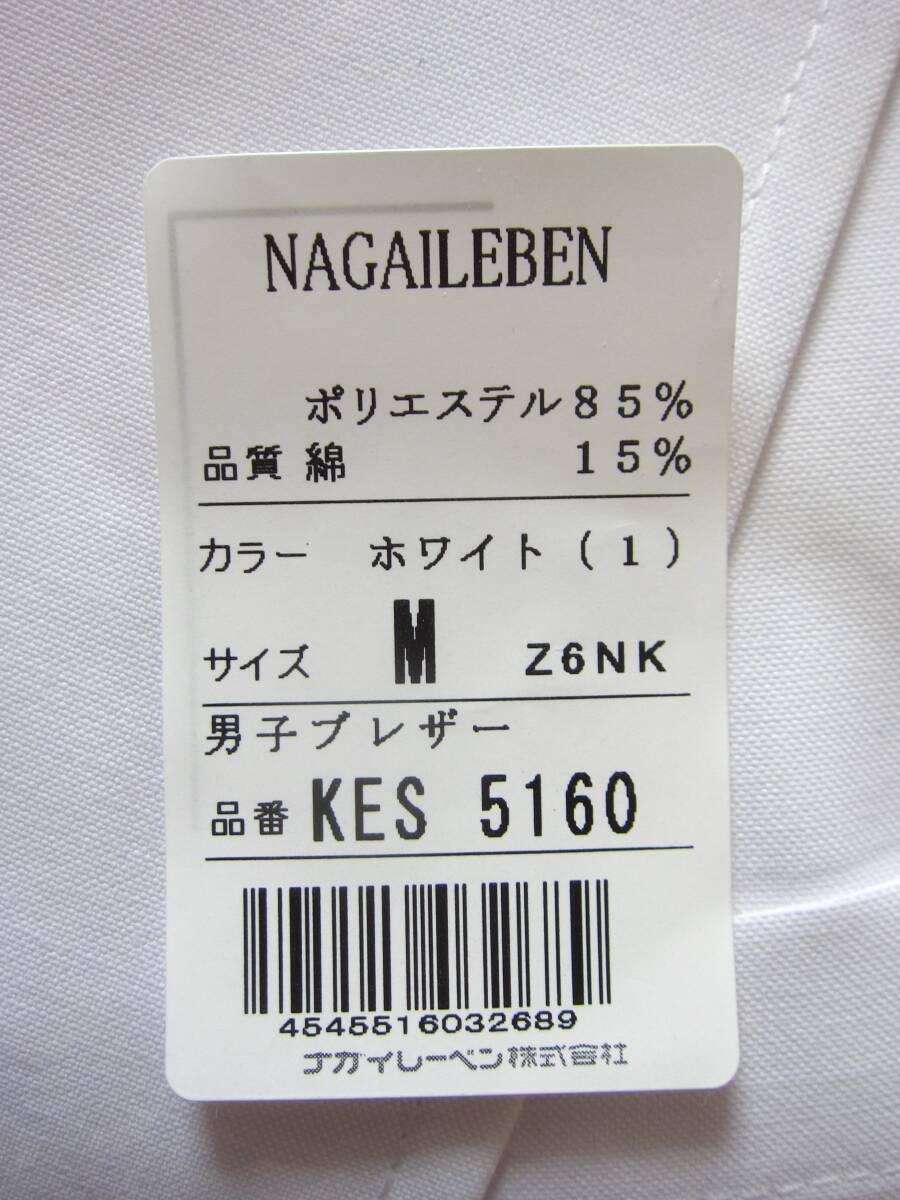 NAGAILEBEN
ポリエステル85%
品質 綿 15%
カラー ホワイト(1)
サイズ M Z6NK
男子ブレザー
品番 KES 5160
4545516032689
ナガイレーベン株式会社